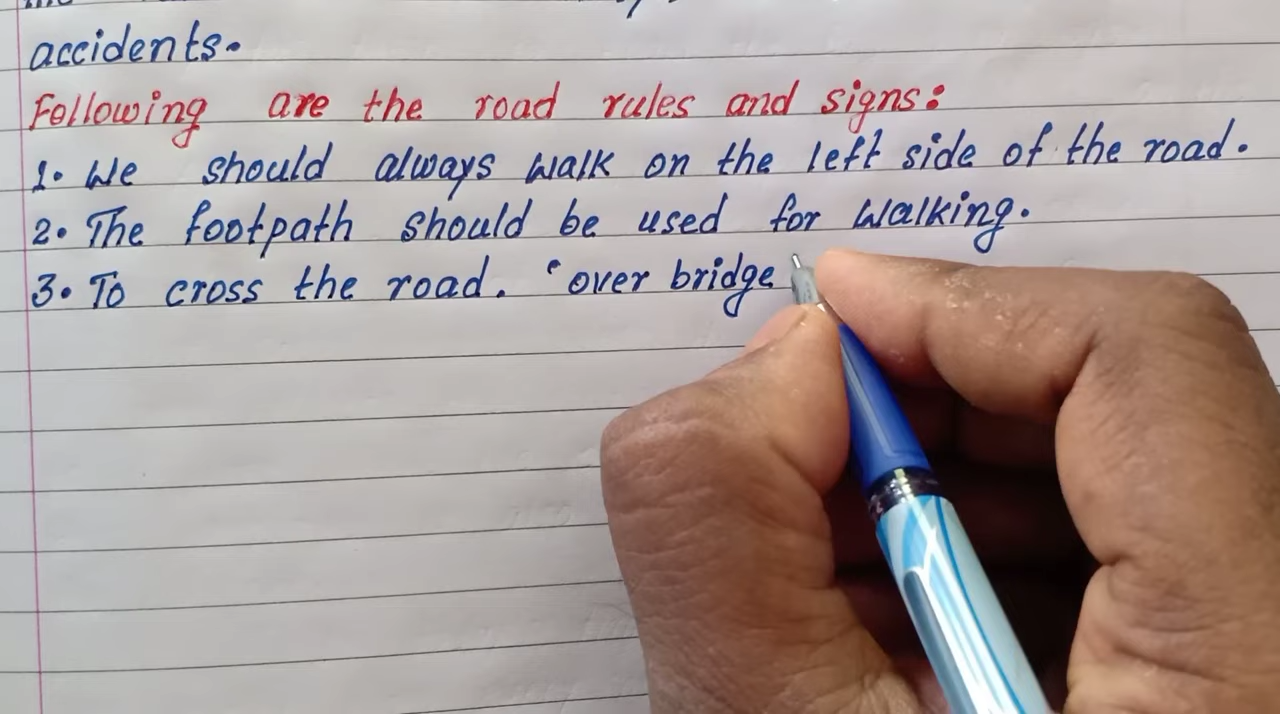 accidents.
Following are the road rules and signs:
1. We should always walk on the left side of the road.
2. The footpath should be used for walking.
3. To cross the road. ‘over bridge